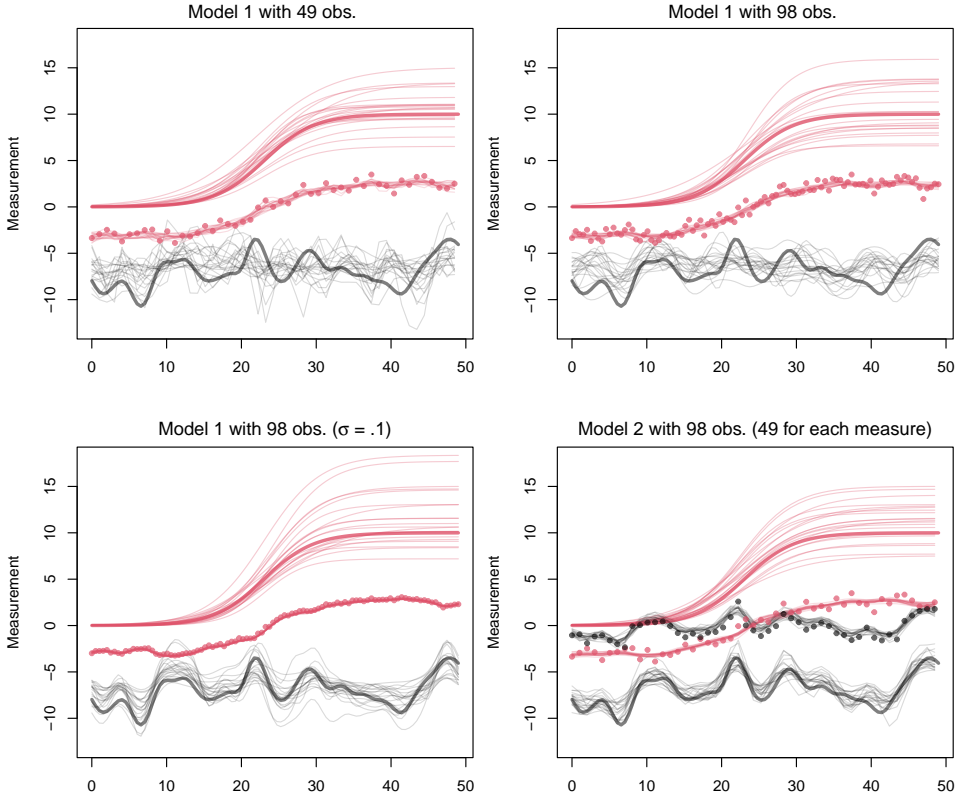 Model 1 with 49 obs.
Model 1 with 98 obs.
Measurement
15
10
5
0
−5
−10
0 10 20 30 40 50
Measurement
15
10
5
0
−5
−10
0 10 20 30 40 50
Model 1 with 98 obs. (σ = .1)
Model 2 with 98 obs. (49 for each measure)
Measurement
15
10
5
0
−5
−10
0 10 20 30 40 50
Measurement
15
10
5
0
−5
−10
0 10 20 30 40 50